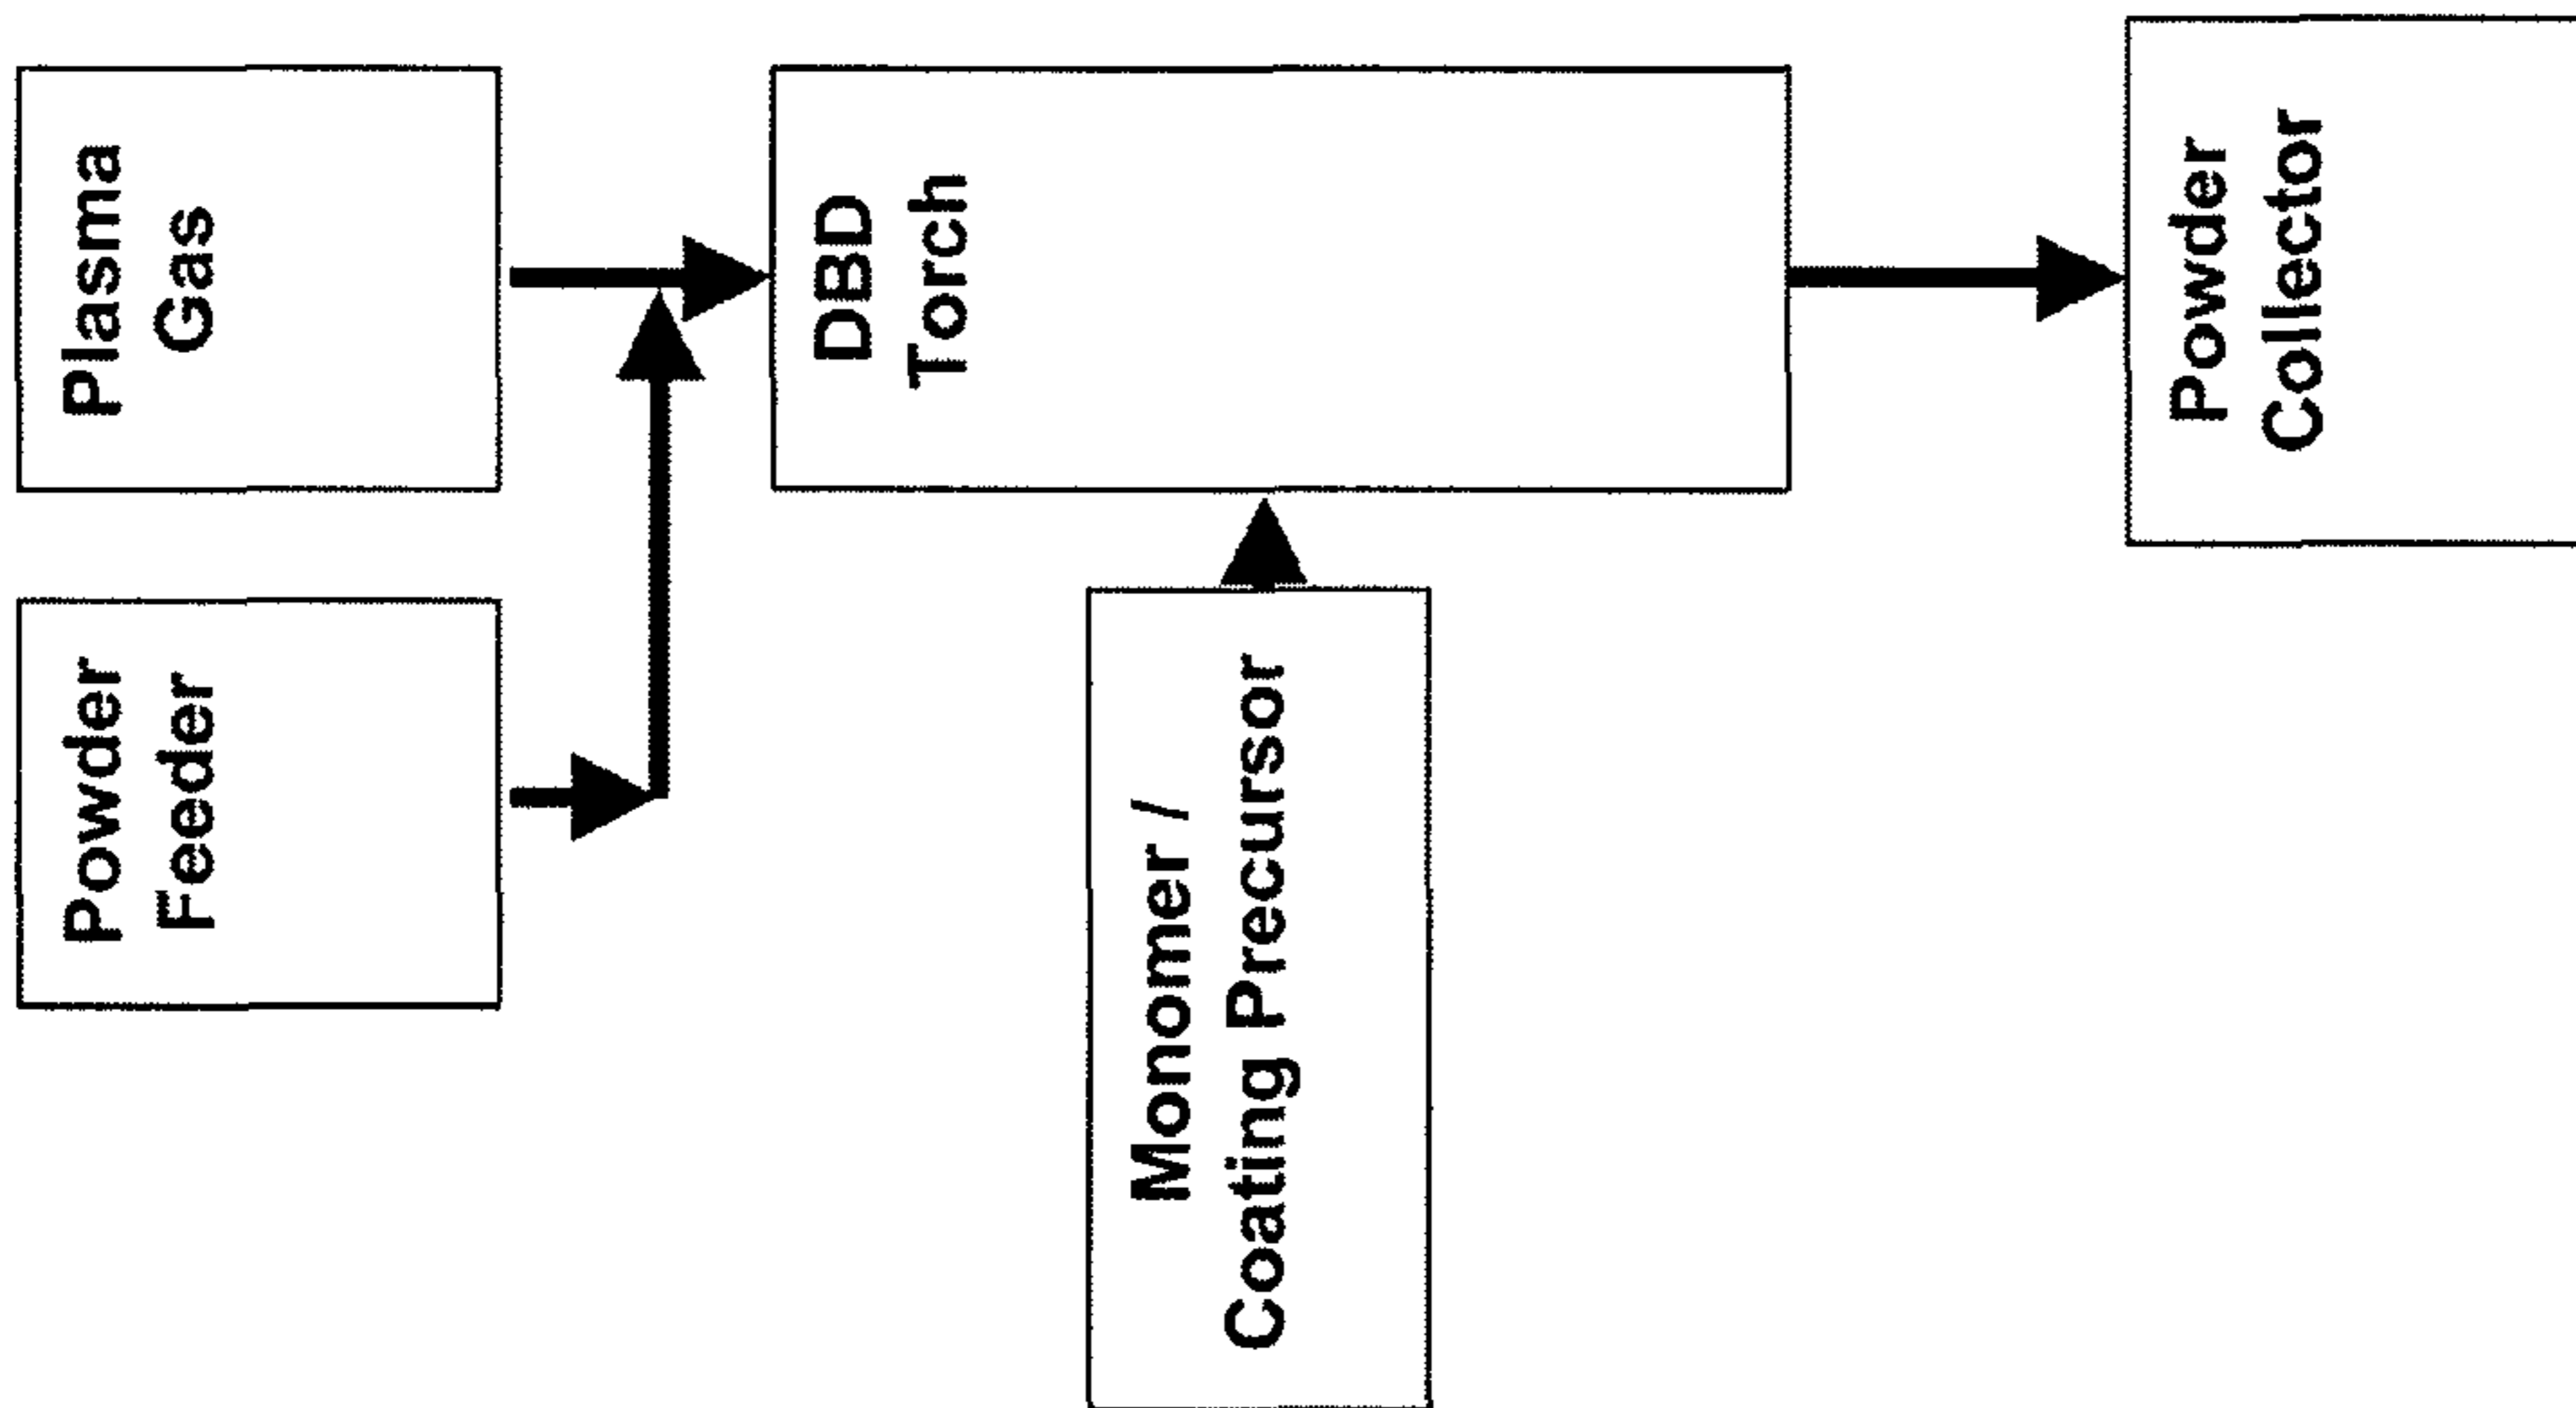 Plasma
Gas
Powder
Feeder
DBD
Torch
Monomer /
Coating Precursor
Powder
Collector